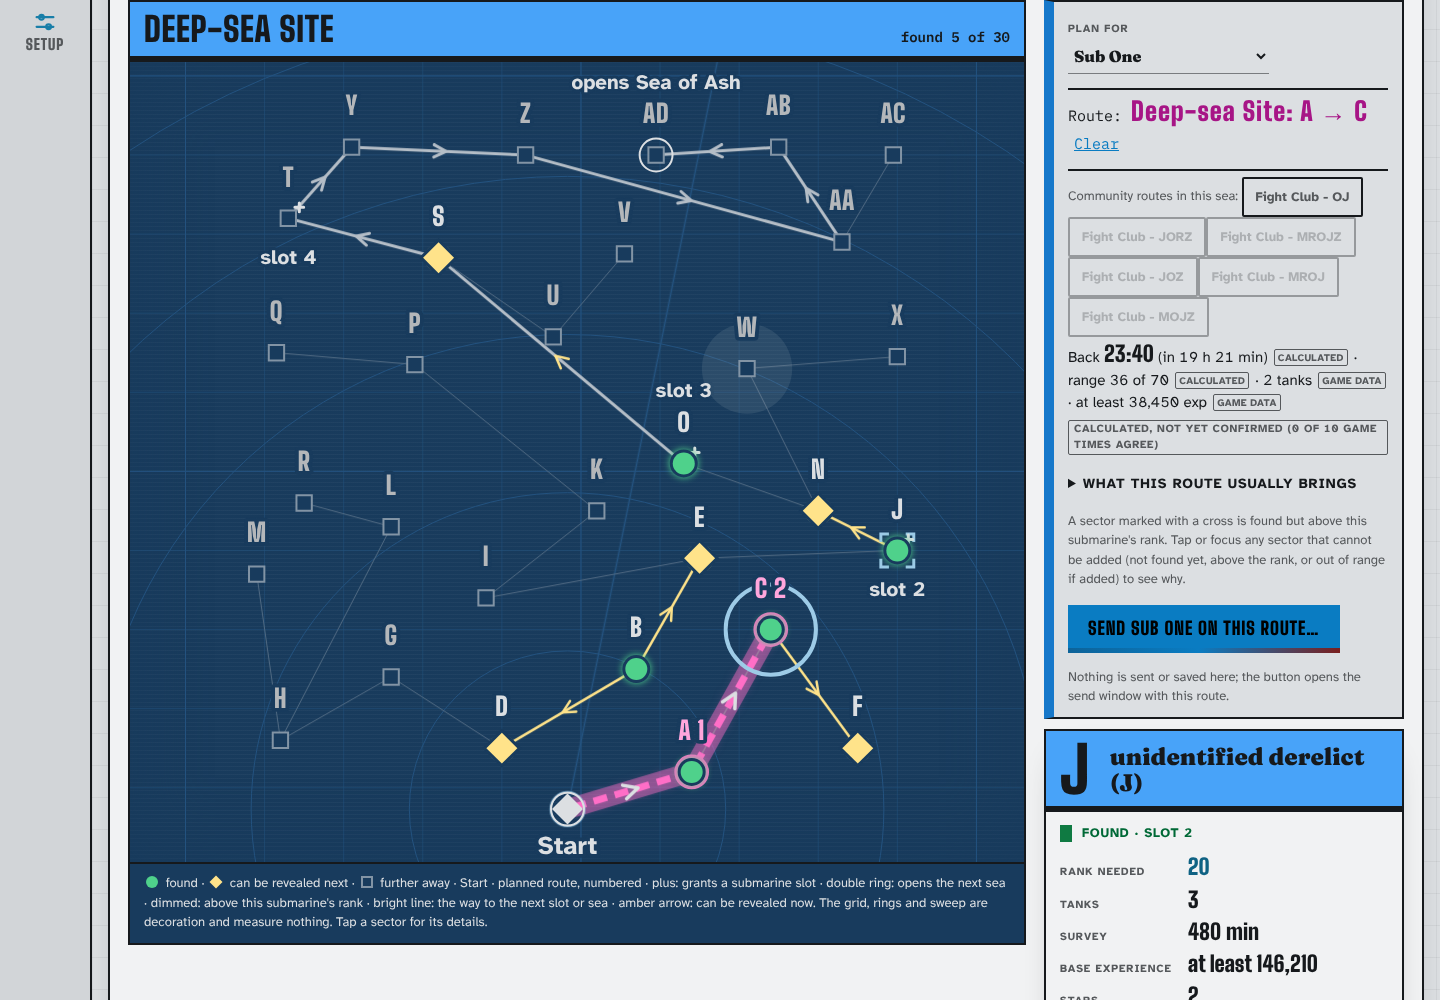 SETUP
DEEP-SEA SITE
found 5 of 30
opens Sea of Ash
Y
Z
AD
AB
AC
T
S
V
AA
slot 4
U
Q
P
W
X
slot 3
O
R
L
K
N
J
M
E
I
slot 2
C 2
B
G
H
D
A 1
F
Start
found · can be revealed next · further away · Start · planned route, numbered · plus: grants a submarine slot · double ring: opens the next sea
· dimmed: above this submarine's rank · bright line: the way to the next slot or sea · amber arrow: can be revealed now. The grid, rings and sweep are
decoration and measure nothing. Tap a sector for its details.
PLAN FOR
Sub One
Route: Deep-sea Site: A → C
Clear
Community routes in this sea: Fight Club - OJ
Fight Club - JORZ Fight Club - MROJZ
Fight Club - JOZ Fight Club - MROJ
Fight Club - MOJZ
Back 23:40 (in 19 h 21 min) CALCULATED ·
range 36 of 70 CALCULATED · 2 tanks GAME DATA
· at least 38,450 exp GAME DATA
CALCULATED, NOT YET CONFIRMED (0 OF 10 GAME
TIMES AGREE)
WHAT THIS ROUTE USUALLY BRINGS
A sector marked with a cross is found but above this
submarine's rank. Tap or focus any sector that cannot
be added (not found yet, above the rank, or out of range
if added) to see why.
SEND SUB ONE ON THIS ROUTE…
Nothing is sent or saved here; the button opens the
send window with this route.
J
unidentified derelict
(J)
FOUND · SLOT 2
RANK NEEDED 20
TANKS 3
SURVEY 480 min
BASE EXPERIENCE at least 146,210
STARS 2